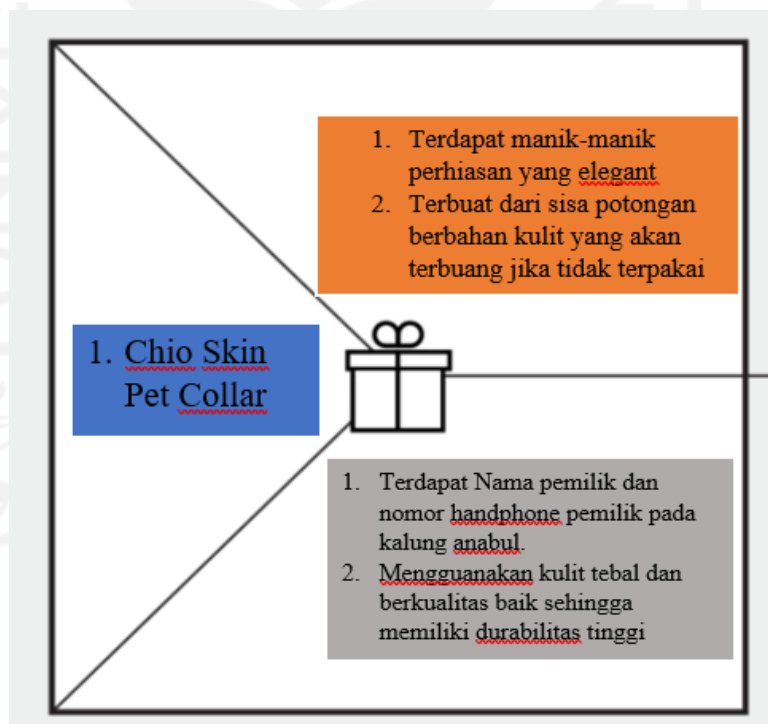 1. Terdapat manik-manik
perhiasan yang elegant
2. Terbuat dari sisa potongan
berbahan kulit yang akan
terbuang jika tidak terpakai
1. Chio Skin
Pet Collar
1. Terdapat Nama pemilik dan
nomor handphone pemilik pada
kalung anabul.
2. Mengguanakan kulit tebal dan
berkualitas baik sehingga
memiliki durabilitas tinggi